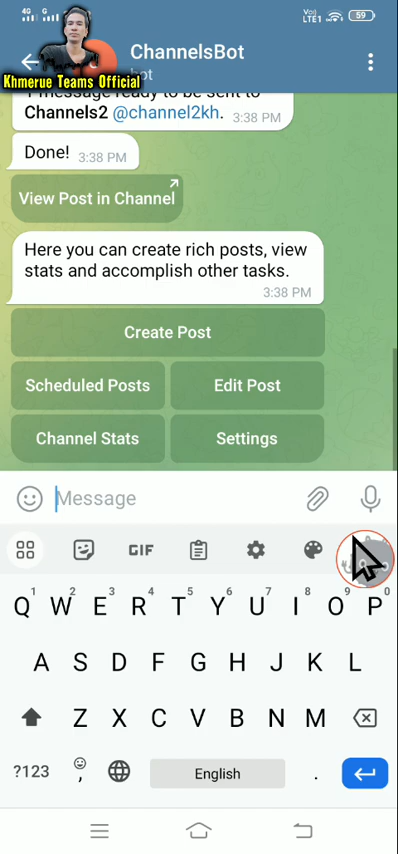 4G
4G
Vo))
LTE1
59
ChannelsBot
bot
Khmerue Teams Official
1 message ready to be sent to
Channels2 @channel2kh. 3:38 PM
Done! 3:38 PM
View Post in Channel
Here you can create rich posts, view
stats and accomplish other tasks.
3:38 PM
Create Post
Scheduled Posts Edit Post
Channel Stats Settings
Message
GIF
1 2 3 4 5 6 7 8 9 0
Q W E R T Y U I O P
A S D F G H J K L
Z X C V B N M
?123 , English .